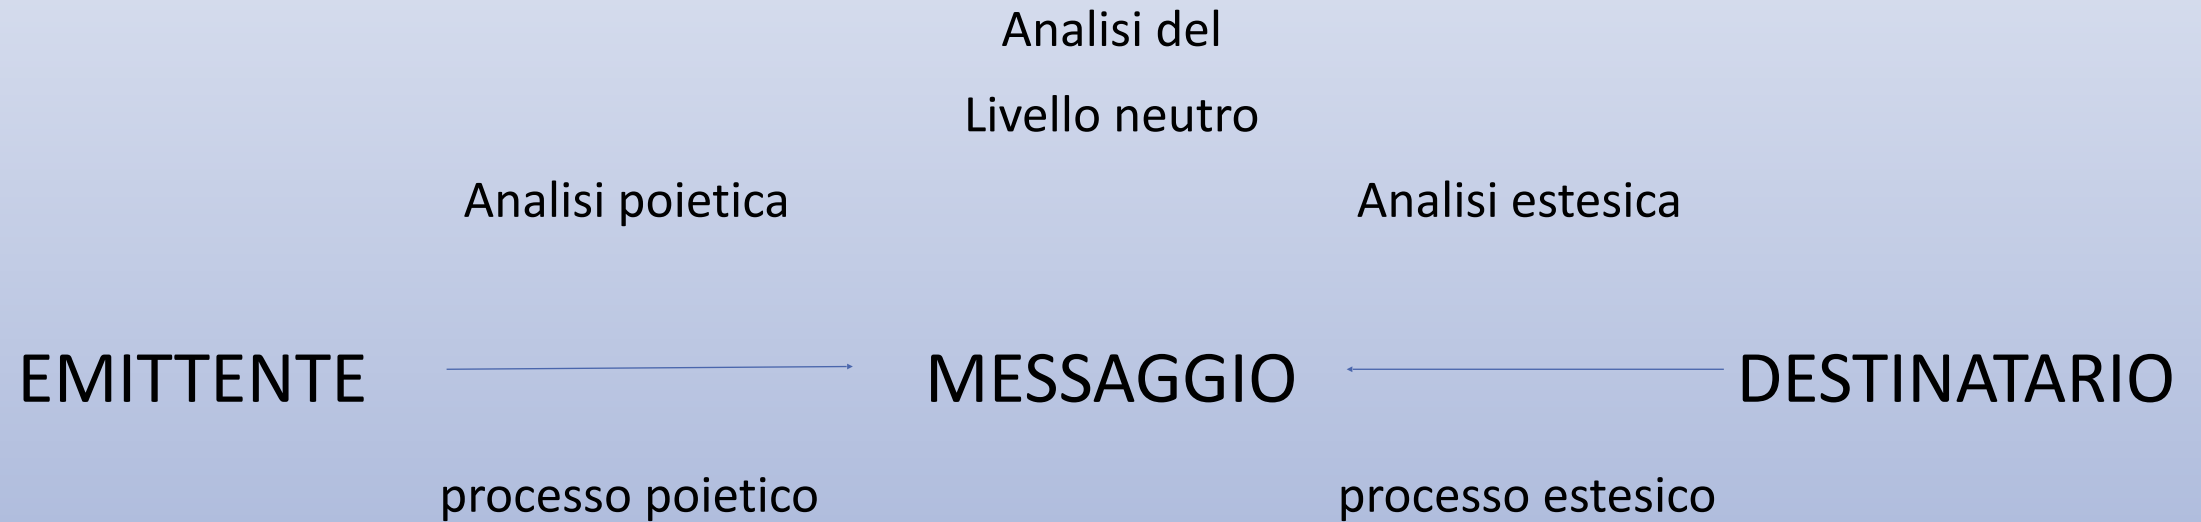 Analisi del
Livello neutro
Analisi poietica Analisi estesica
EMITTENTE MESSAGGIO DESTINATARIO
processo poietico processo estesico